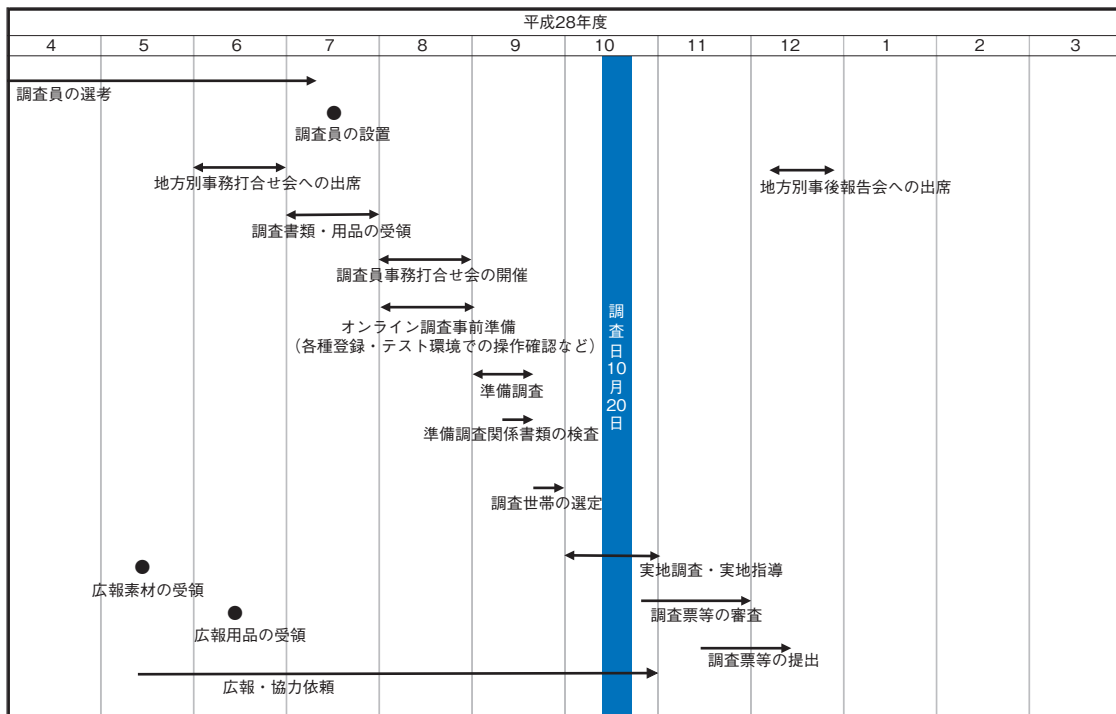 平成28年度
4 5 6 7 8 9 10 11 12 1 2 3
調査員の選考
調査員の設置
地方別事務打合せ会への出席
地方別事後報告会への出席
調査書類・用品の受領
調査員事務打合せ会の開催
オンライン調査事前準備
（各種登録・テスト環境での操作確認など）
調査日10月20日
準備調査
準備調査関係書類の検査
調査世帯の選定
実地調査・実地指導
広報素材の受領
調査票等の審査
広報用品の受領
調査票等の提出
広報・協力依頼